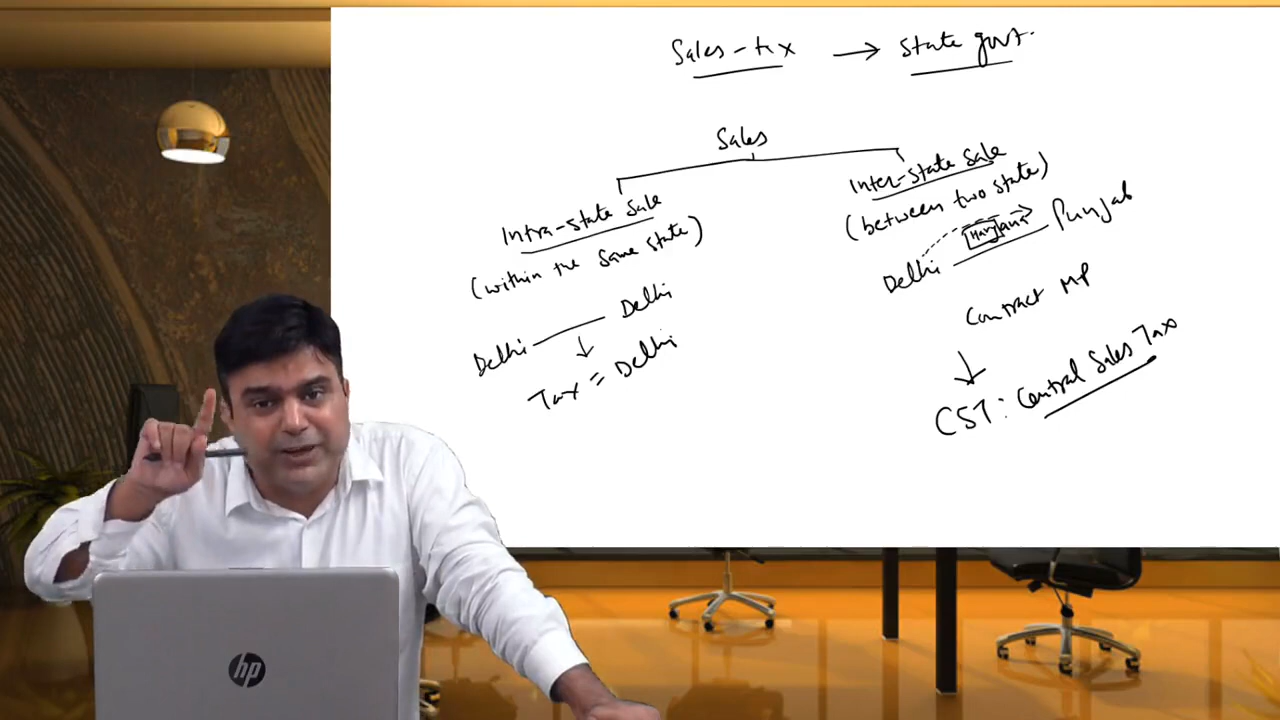 Sales-tax → state govt.
Sales
Intra-state sale
(within the same state)
Delhi — Delhi
↓
Tax = Delhi
Inter-state sale
(between two state)
Delhi — Punjab
Contract MP
↓
CST: Central Sales Tax
hp